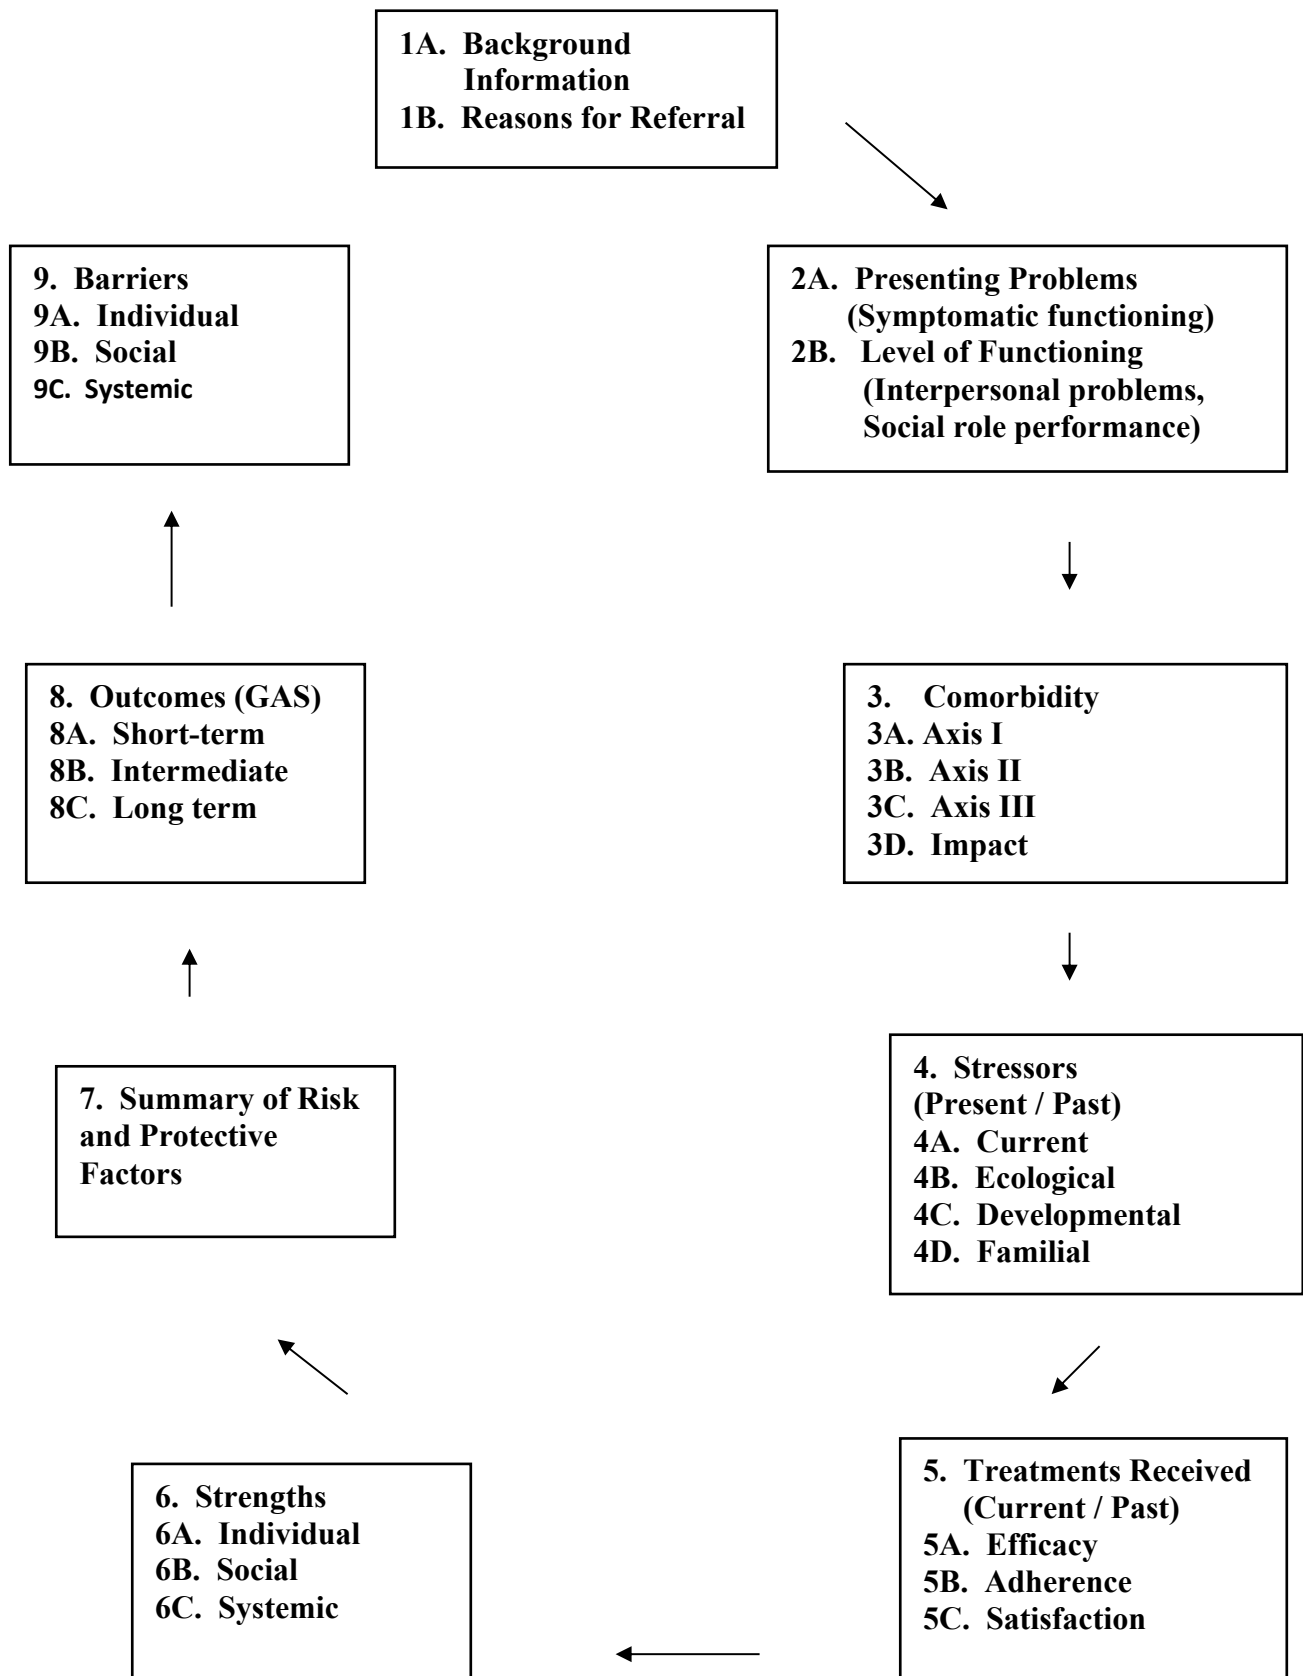 1A. Background
Information
1B. Reasons for Referral
2A. Presenting Problems
(Symptomatic functioning)
2B. Level of Functioning
(Interpersonal problems,
Social role performance)
3. Comorbidity
3A. Axis I
3B. Axis II
3C. Axis III
3D. Impact
4. Stressors
(Present / Past)
4A. Current
4B. Ecological
4C. Developmental
4D. Familial
5. Treatments Received
(Current / Past)
5A. Efficacy
5B. Adherence
5C. Satisfaction
6. Strengths
6A. Individual
6B. Social
6C. Systemic
7. Summary of Risk
and Protective
Factors
8. Outcomes (GAS)
8A. Short-term
8B. Intermediate
8C. Long term
9. Barriers
9A. Individual
9B. Social
9C. Systemic